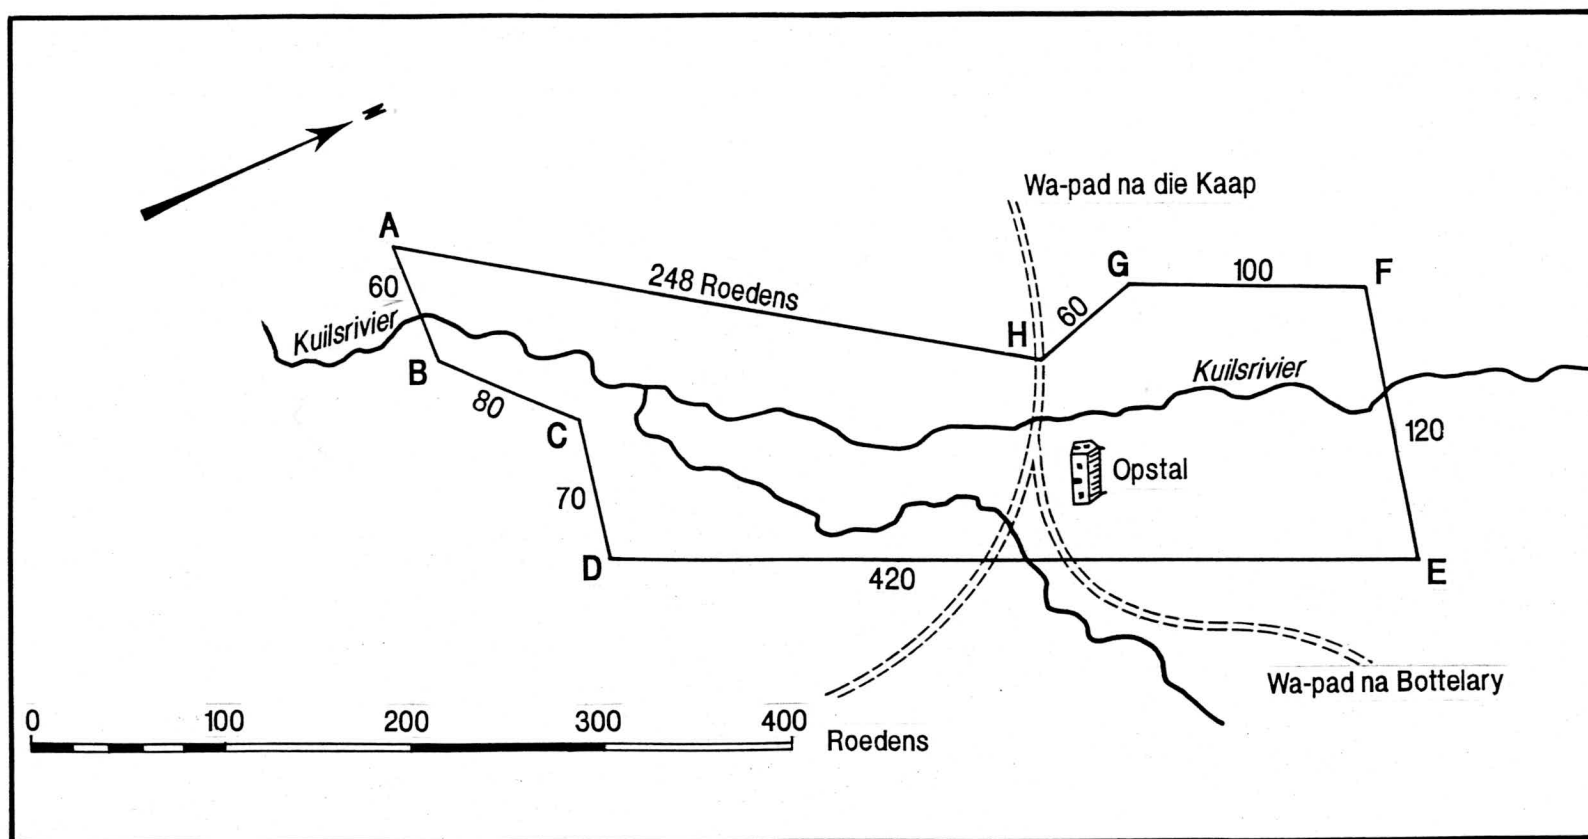 N
Wa-pad na die Kaap
A
248 Roedens
60
G
100
F
60
H
Kuilsrivier
B
80
Kuilsrivier
C
120
70
Opstal
D
420
E
Wa-pad na Bottelary
0 100 200 300 400
Roedens